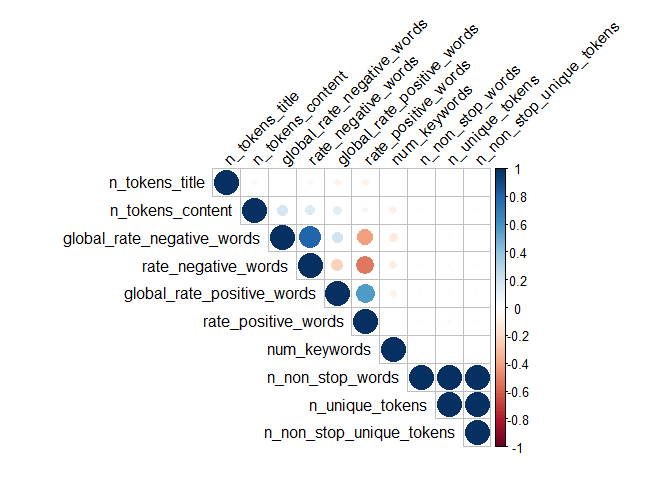 n_tokens_title
n_tokens_content
global_rate_negative_words
rate_negative_words
global_rate_positive_words
rate_positive_words
num_keywords
n_non_stop_words
n_unique_tokens
n_non_stop_unique_tokens
n_tokens_title
n_tokens_content
global_rate_negative_words
rate_negative_words
global_rate_positive_words
rate_positive_words
num_keywords
n_non_stop_words
n_unique_tokens
n_non_stop_unique_tokens
1
0.8
0.6
0.4
0.2
0
-0.2
-0.4
-0.6
-0.8
-1